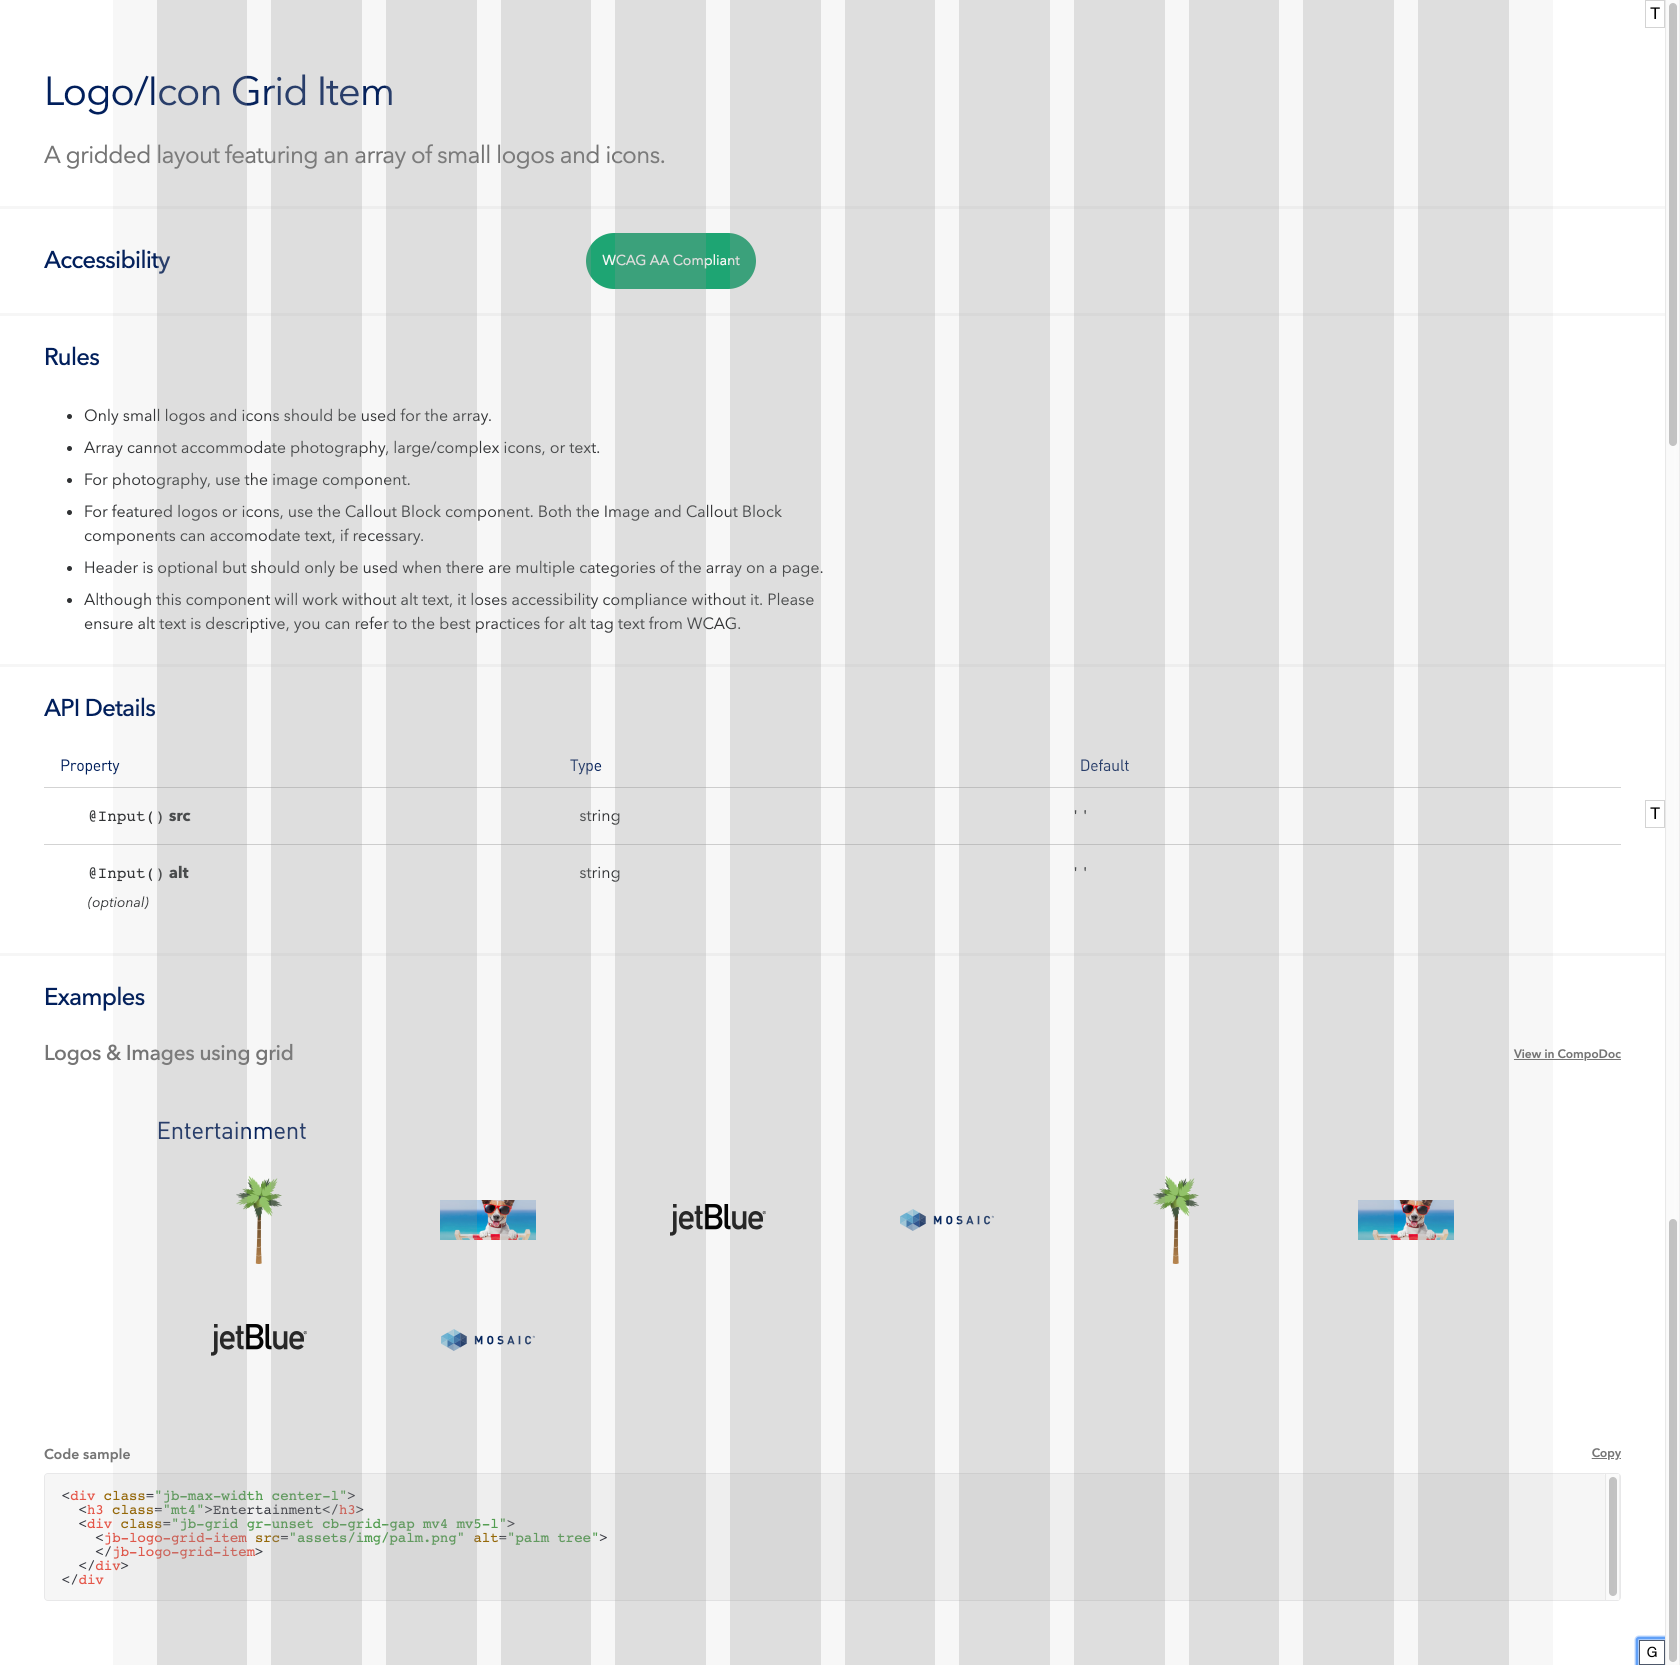 T
Logo/Icon Grid Item
A gridded layout featuring an array of small logos and icons.
Accessibility
WCAG AA Compliant
Rules
• Only small logos and icons should be used for the array.
• Array cannot accommodate photography, large/complex icons, or text.
• For photography, use the image component.
• For featured logos or icons, use the Callout Block component. Both the Image and Callout Block
components can accomodate text, if recessary.
• Header is optional but should only be used when there are multiple categories of the array on a page.
• Although this component will work without alt text, it loses accessibility compliance without it. Please
ensure alt text is descriptive, you can refer to the best practices for alt tag text from WCAG.
API Details
Property Type Default
@Input() src string ' '
T
@Input() alt string ' '
(optional)
Examples
Logos & Images using grid View in CompoDoc
Entertainment
jetBlue MOSAIC
jetBlue MOSAIC
Code sample Copy
<div class="jb-max-width center-l">
<h3 class="mt4">Entertainment</h3>
<div class="jb-grid gr-unset cb-grid-gap mv4 mv5-l">
<jb-logo-grid-item src="assets/img/palm.png" alt="palm tree">
</jb-logo-grid-item>
</div>
</div
G